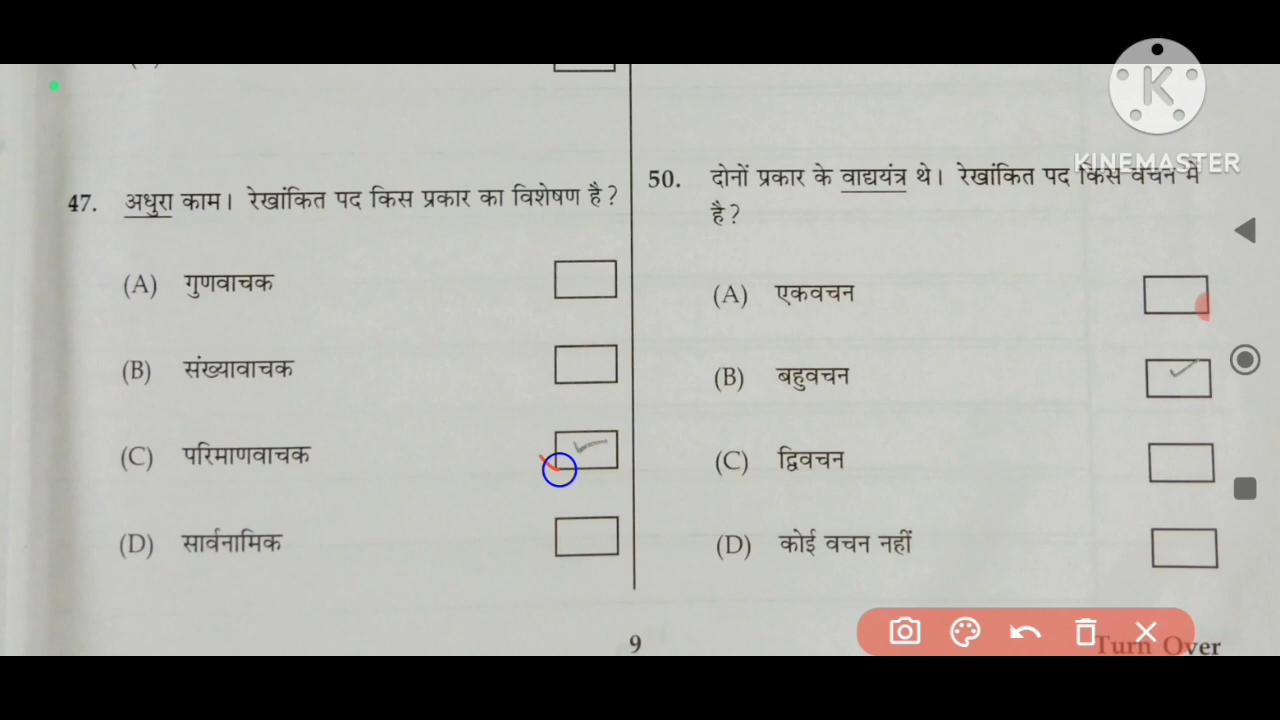 KINEMASTER
47. अधुरा काम। रेखांकित पद किस प्रकार का विशेषण है ?
(A) गुणवाचक
(B) संख्यावाचक
(C) परिमाणवाचक
(D) सार्वनामिक
50. दोनों प्रकार के वाद्ययंत्र थे। रेखांकित पद किस वचन में
है ?
(A) एकवचन
(B) बहुवचन
(C) द्विवचन
(D) कोई वचन नहीं
9
Turn Over